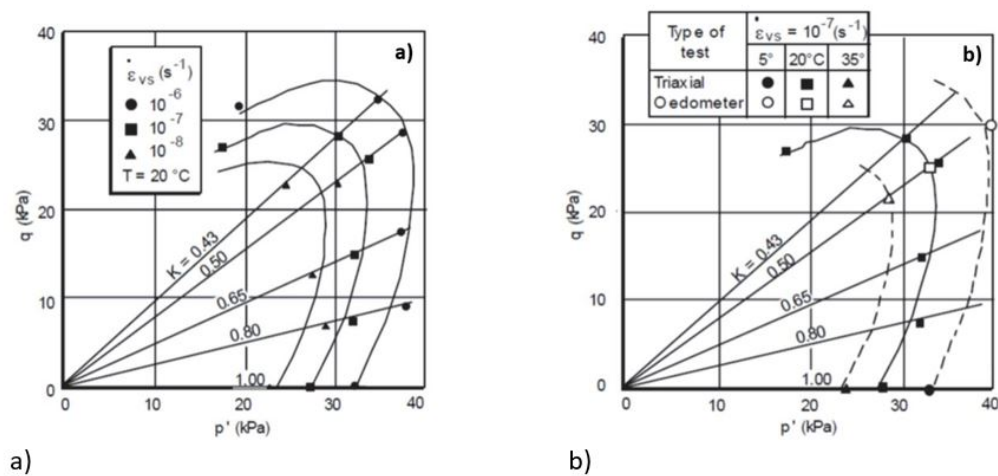 a)
ε̇vs (s-1)
● 10-6
■ 10-7
▲ 10-8
T = 20 °C
q (kPa)
40
30
20
10
0
K = 0.43
0.50
0.65
0.80
1.00
0 10 20 30 40
p' (kPa)
a)
b)
Type of test
ε̇vs = 10-7(s-1)
5° 20°C 35°
Triaxial ● ■ ▲
Oedometer ○ □ △
q (kPa)
40
30
20
10
0
K = 0.43
0.50
0.65
0.80
1.00
0 10 20 30 40
p' (kPa)
b)